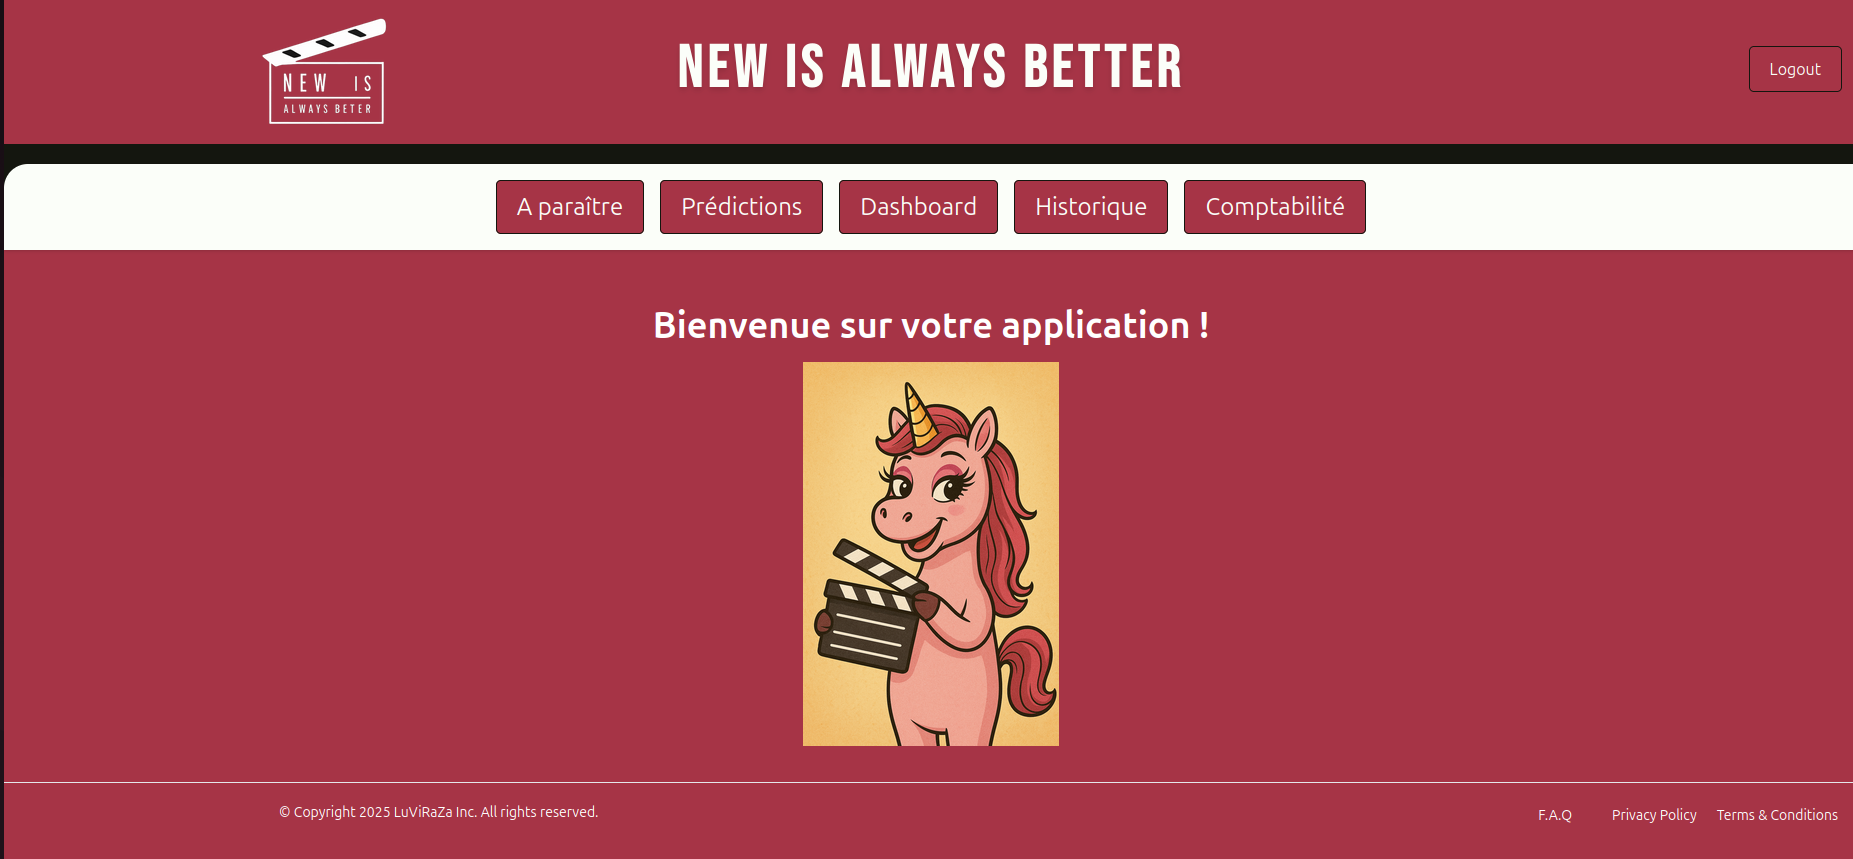 NEW IS
ALWAYS BETER
NEW IS ALWAYS BETTER
Logout
A paraître
Prédictions
Dashboard
Historique
Comptabilité
Bienvenue sur votre application !
© Copyright 2025 LuViRaZa Inc. All rights reserved.
F.A.Q
Privacy Policy
Terms & Conditions